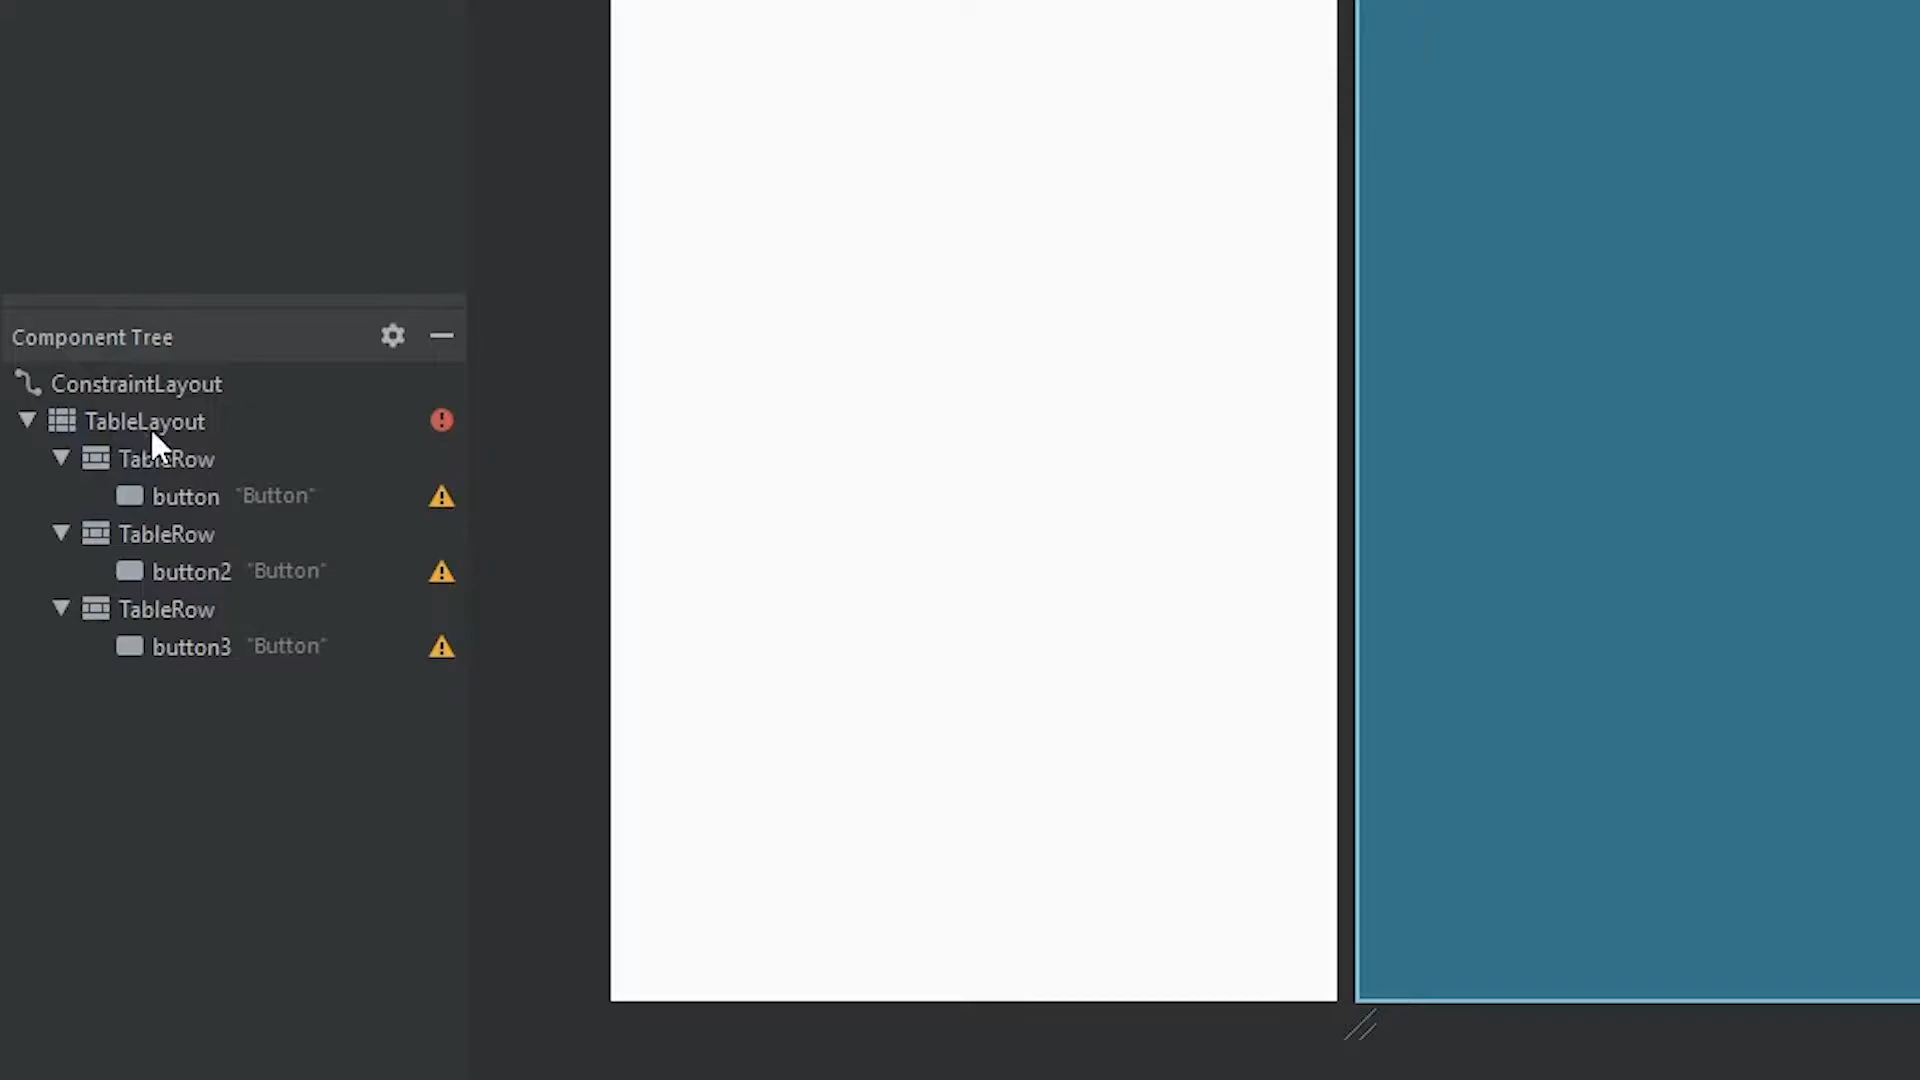 Component Tree
ConstraintLayout
TableLayout
TableRow
button "Button"
TableRow
button2 "Button"
TableRow
button3 "Button"